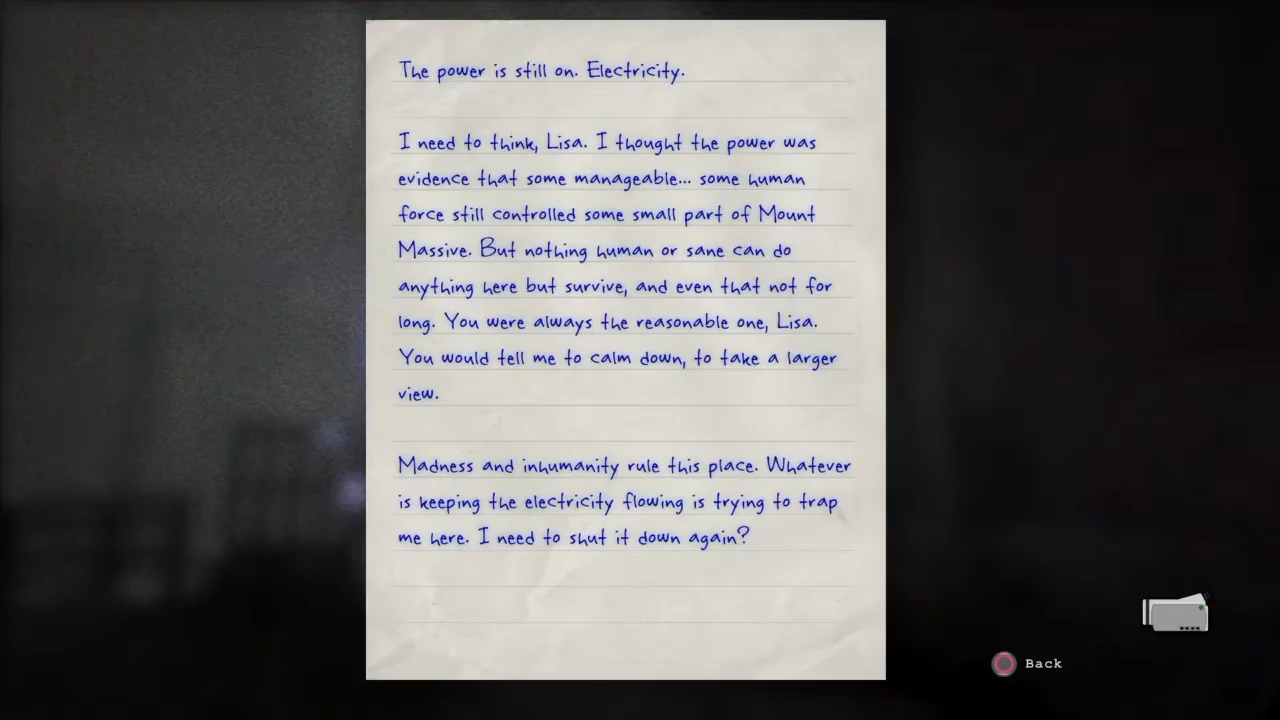 The power is still on. Electricity.
I need to think, Lisa. I thought the power was
evidence that some manageable... some human
force still controlled some small part of Mount
Massive. But nothing human or sane can do
anything here but survive, and even that not for
long. You were always the reasonable one, Lisa.
You would tell me to calm down, to take a larger
view.
Madness and inhumanity rule this place. Whatever
is keeping the electricity flowing is trying to trap
me here. I need to shut it down again?
Back